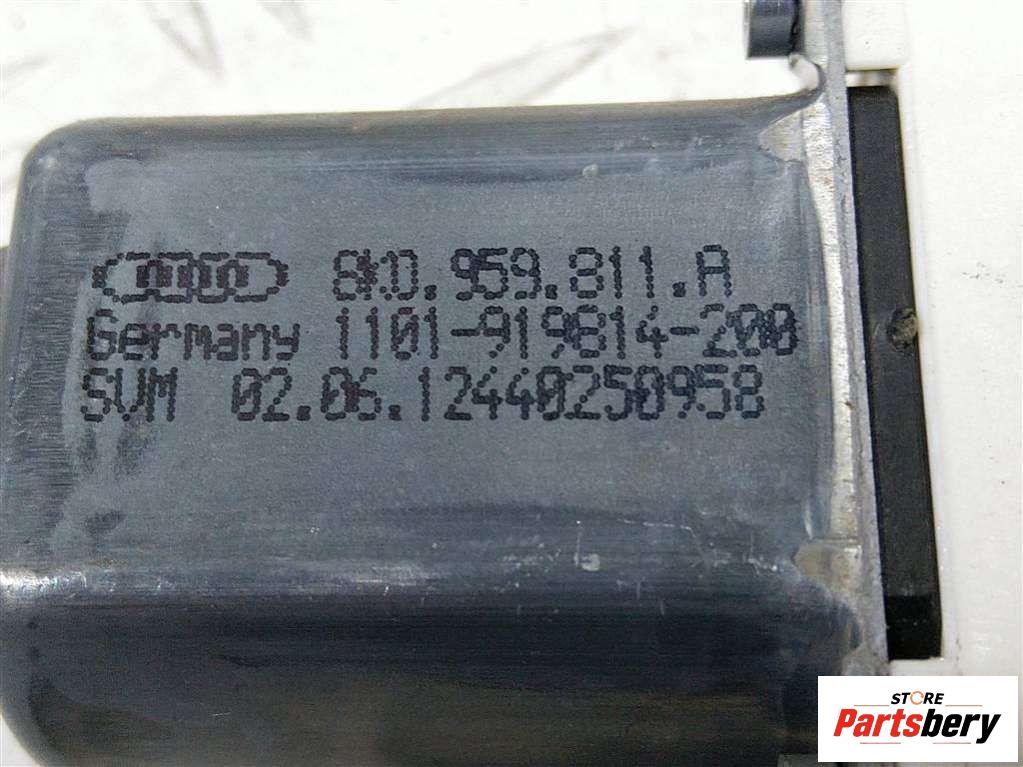 8K0.959.811.A
Germany 1101-919814-200
SVM 02.06.12440250958
STORE
Partsbery